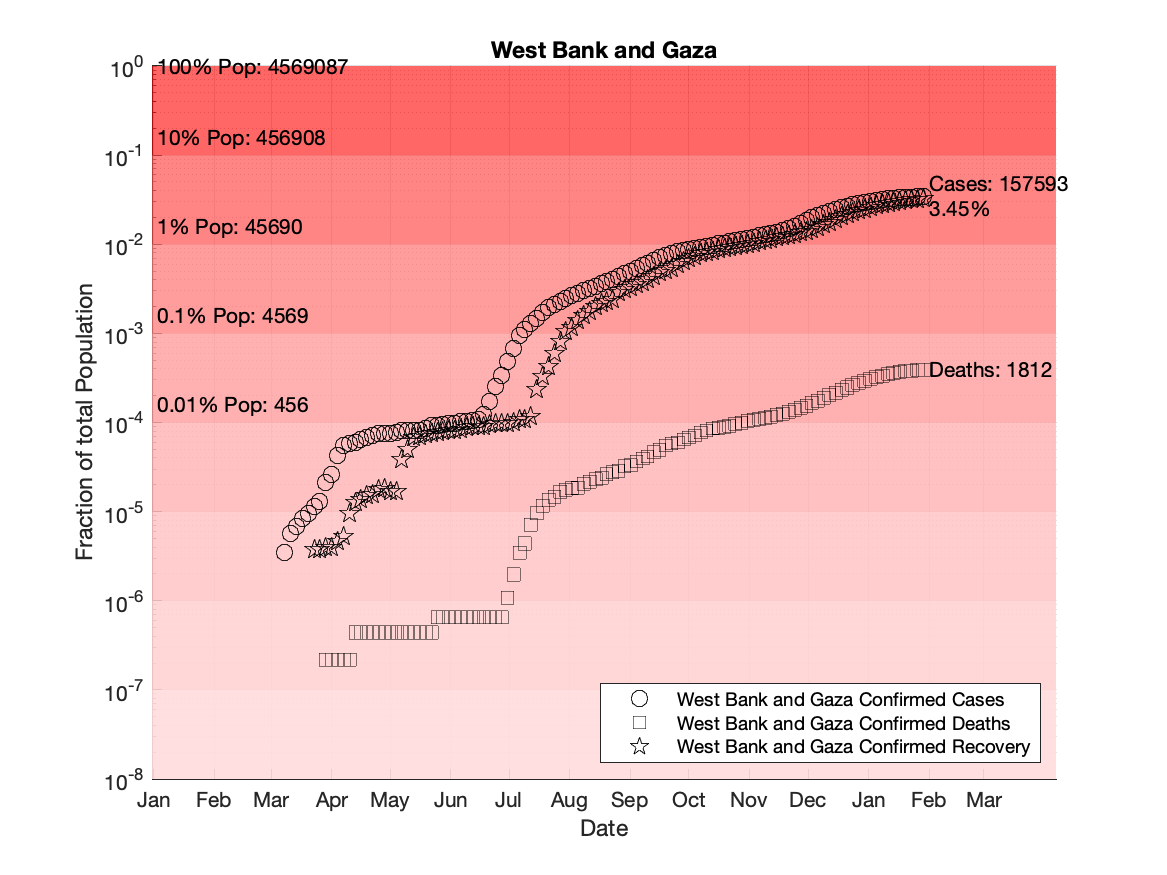 West Bank and Gaza
10^0
100% Pop: 4569087
10% Pop: 456908
10^-1
Cases: 157593
3.45%
1% Pop: 45690
10^-2
0.1% Pop: 4569
10^-3
Deaths: 1812
0.01% Pop: 456
10^-4
10^-5
10^-6
10^-7
10^-8
Fraction of total Population
West Bank and Gaza Confirmed Cases
West Bank and Gaza Confirmed Deaths
West Bank and Gaza Confirmed Recovery
Jan Feb Mar Apr May Jun Jul Aug Sep Oct Nov Dec Jan Feb Mar
Date